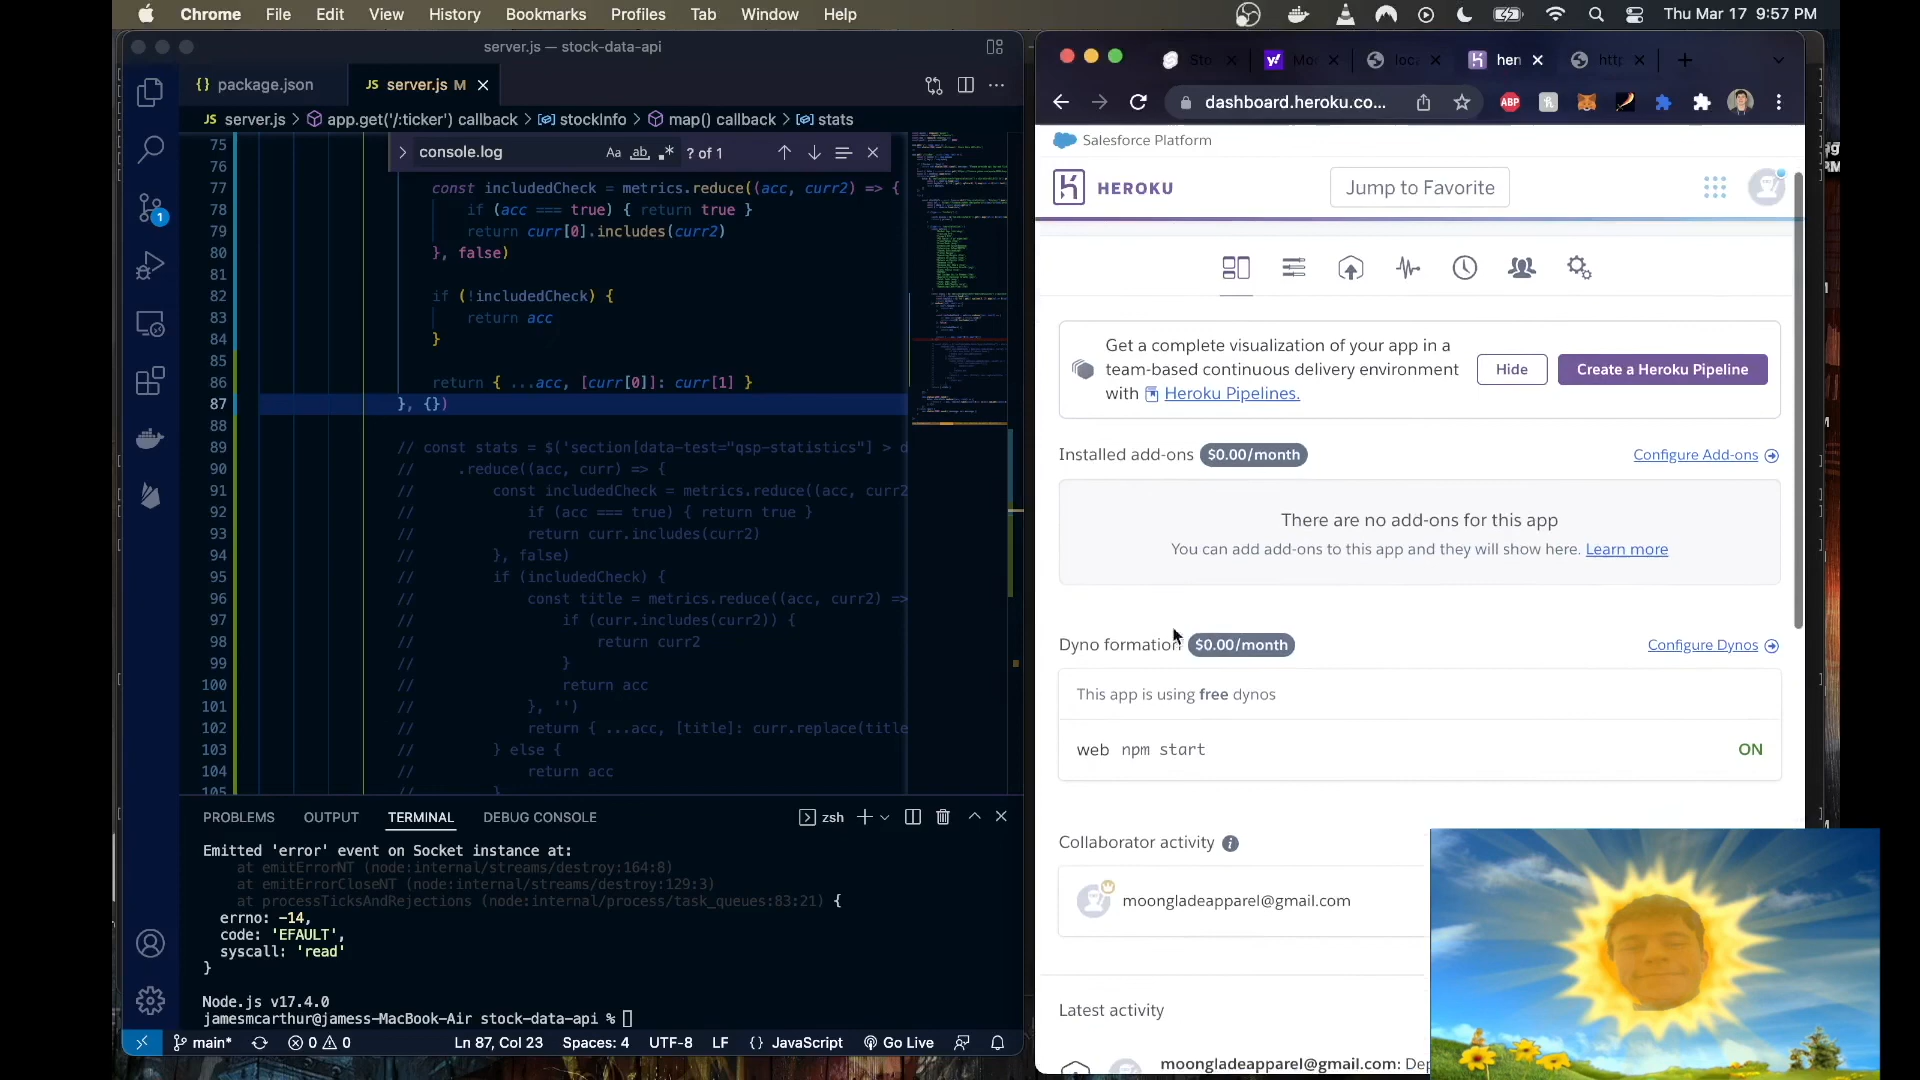 Chrome File Edit View History Bookmarks Profiles Tab Window Help
Thu Mar 17 9:57 PM
server.js — stock-data-api
{} package.json
JS server.js M
JS server.js > app.get('/:ticker') callback > stockInfo > map() callback > stats
console.log
Aa ab .* ? of 1
75
76
77 const includedCheck = metrics.reduce((acc, curr2) => {
78 if (acc === true) { return true }
79 return curr[0].includes(curr2)
80 }, false)
81
82 if (!includedCheck) {
83 return acc
84 }
85
86 return { ...acc, [curr[0]]: curr[1] }
87 }, {})
88
89 // const stats = $('section[data-test="qsp-statistics"] > d
90 // .reduce((acc, curr) => {
91 // const includedCheck = metrics.reduce((acc, curr2
92 // if (acc === true) { return true }
93 // return curr.includes(curr2)
94 // }, false)
95 // if (includedCheck) {
96 // const title = metrics.reduce((acc, curr2) =>
97 // if (curr.includes(curr2)) {
98 // return curr2
99 // }
100 // return acc
101 // }, '')
102 // return { ...acc, [title]: curr.replace(title
103 // } else {
104 // return acc
105 // }
PROBLEMS OUTPUT TERMINAL DEBUG CONSOLE
zsh
Emitted 'error' event on Socket instance at:
at emitErrorNT (node:internal/streams/destroy:164:8)
at emitErrorCloseNT (node:internal/streams/destroy:129:3)
at processTicksAndRejections (node:internal/process/task_queues:83:21) {
errno: -14,
code: 'EFAULT',
syscall: 'read'
}
Node.js v17.4.0
jamesmcarthur@jamess-MacBook-Air stock-data-api %
main* 0 0 Ln 87, Col 23 Spaces: 4 UTF-8 LF {} JavaScript Go Live
1
Sto
y! Mo
loca
her
http
dashboard.heroku.co...
ABP
Salesforce Platform
HEROKU
Jump to Favorite
Get a complete visualization of your app in a
team-based continuous delivery environment
with Heroku Pipelines.
Hide
Create a Heroku Pipeline
Installed add-ons $0.00/month
Configure Add-ons
There are no add-ons for this app
You can add add-ons to this app and they will show here. Learn more
Dyno formation $0.00/month
Configure Dynos
This app is using free dynos
web npm start
ON
Collaborator activity
moongladeapparel@gmail.com
Latest activity
moongladeapparel@gmail.com: Dep